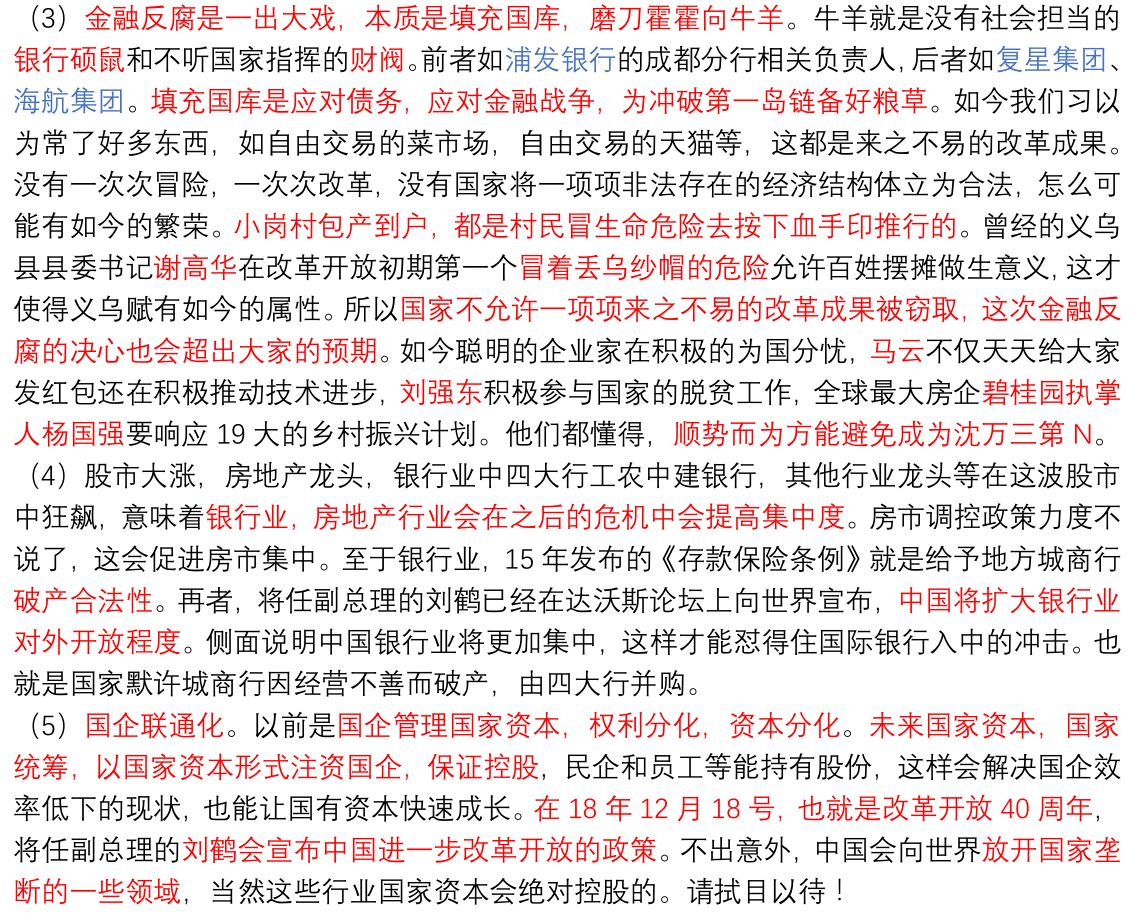 （3）金融反腐是一出大戏，本质是填充国库，磨刀霍霍向牛羊。牛羊就是没有社会担当的
银行硕鼠和不听国家指挥的财阀。前者如浦发银行的成都分行相关负责人，后者如复星集团、
海航集团。填充国库是应对债务，应对金融战争，为冲破第一岛链备好粮草。如今我们习以
为常了好多东西，如自由交易的菜市场，自由交易的天猫等，这都是来之不易的改革成果。
没有一次次冒险，一次次改革，没有国家将一项项非法存在的经济结构体立为合法，怎么可
能有如今的繁荣。小岗村包产到户，都是村民冒生命危险去按下血手印推行的。曾经的义乌
县县委书记谢高华在改革开放初期第一个冒着丢乌纱帽的危险允许百姓摆摊做生意义，这才
使得义乌赋有如今的属性。所以国家不允许一项项来之不易的改革成果被窃取，这次金融反
腐的决心也会超出大家的预期。如今聪明的企业家在积极的为国分忧，马云不仅天天给大家
发红包还在积极推动技术进步，刘强东积极参与国家的脱贫工作，全球最大房企碧桂园执掌
人杨国强要响应 19 大的乡村振兴计划。他们都懂得，顺势而为方能避免成为沈万三第 N。
（4）股市大涨，房地产龙头，银行业中四大行工农中建银行，其他行业龙头等在这波股市
中狂飙，意味着银行业，房地产行业会在之后的危机中会提高集中度。房市调控政策力度不
说了，这会促进房市集中。至于银行业，15 年发布的《存款保险条例》就是给予地方城商行
破产合法性。再者，将任副总理的刘鹤已经在达沃斯论坛上向世界宣布，中国将扩大银行业
对外开放程度。侧面说明中国银行业将更加集中，这样才能怼得住国际银行入中的冲击。也
就是国家默许城商行因经营不善而破产，由四大行并购。
（5）国企联通化。以前是国企管理国家资本，权利分化，资本分化。未来国家资本，国家
统筹，以国家资本形式注资国企，保证控股，民企和员工等能持有股份，这样会解决国企效
率低下的现状，也能让国有资本快速成长。在 18 年 12 月 18 号，也就是改革开放 40 周年，
将任副总理的刘鹤会宣布中国进一步改革开放的政策。不出意外，中国会向世界放开国家垄
断的一些领域，当然这些行业国家资本会绝对控股的。请拭目以待！